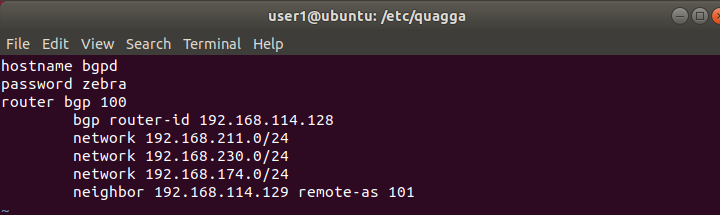 user1@ubuntu: /etc/quagga
File Edit View Search Terminal Help
hostname bgpd
password zebra
router bgp 100
bgp router-id 192.168.114.128
network 192.168.211.0/24
network 192.168.230.0/24
network 192.168.174.0/24
neighbor 192.168.114.129 remote-as 101
~